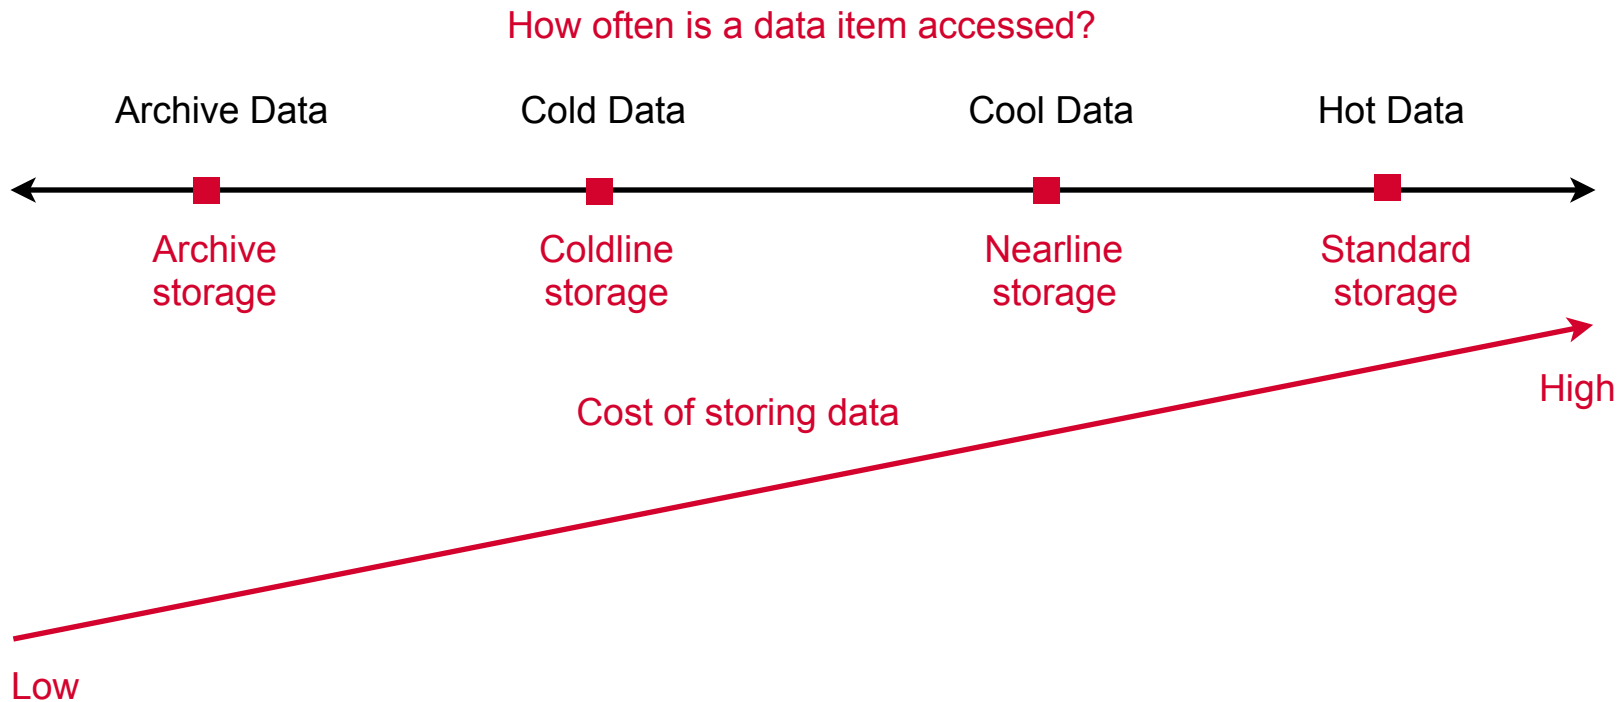 How often is a data item accessed?
Archive Data
Cold Data
Cool Data
Hot Data
Archive
storage
Coldline
storage
Nearline
storage
Standard
storage
Cost of storing data
High
Low